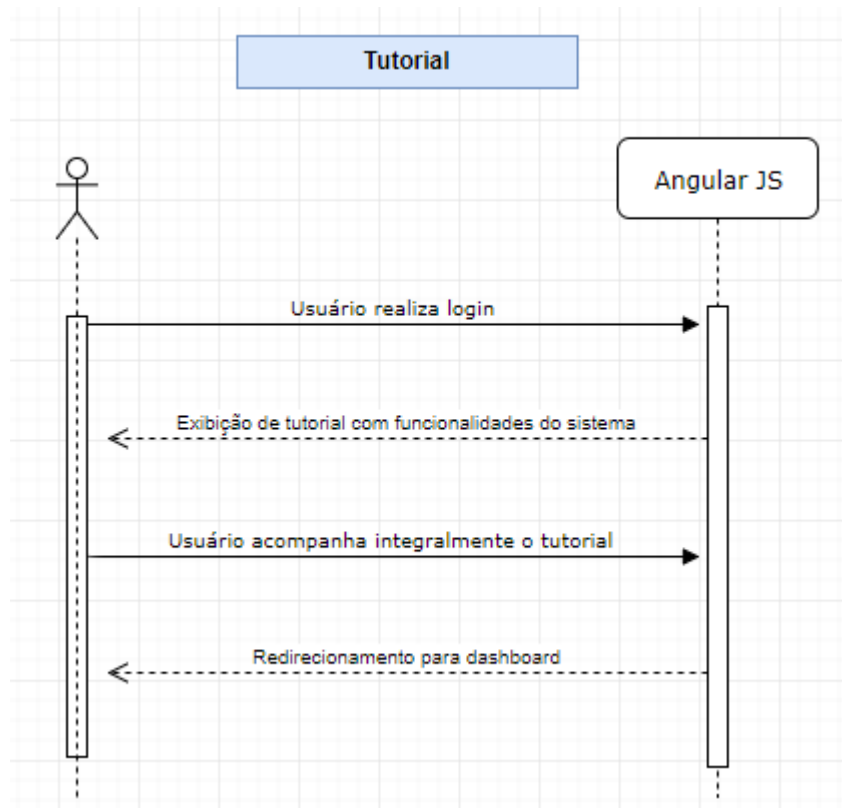 Tutorial
Angular JS
Usuário realiza login
Exibição de tutorial com funcionalidades do sistema
Usuário acompanha integralmente o tutorial
Redirecionamento para dashboard